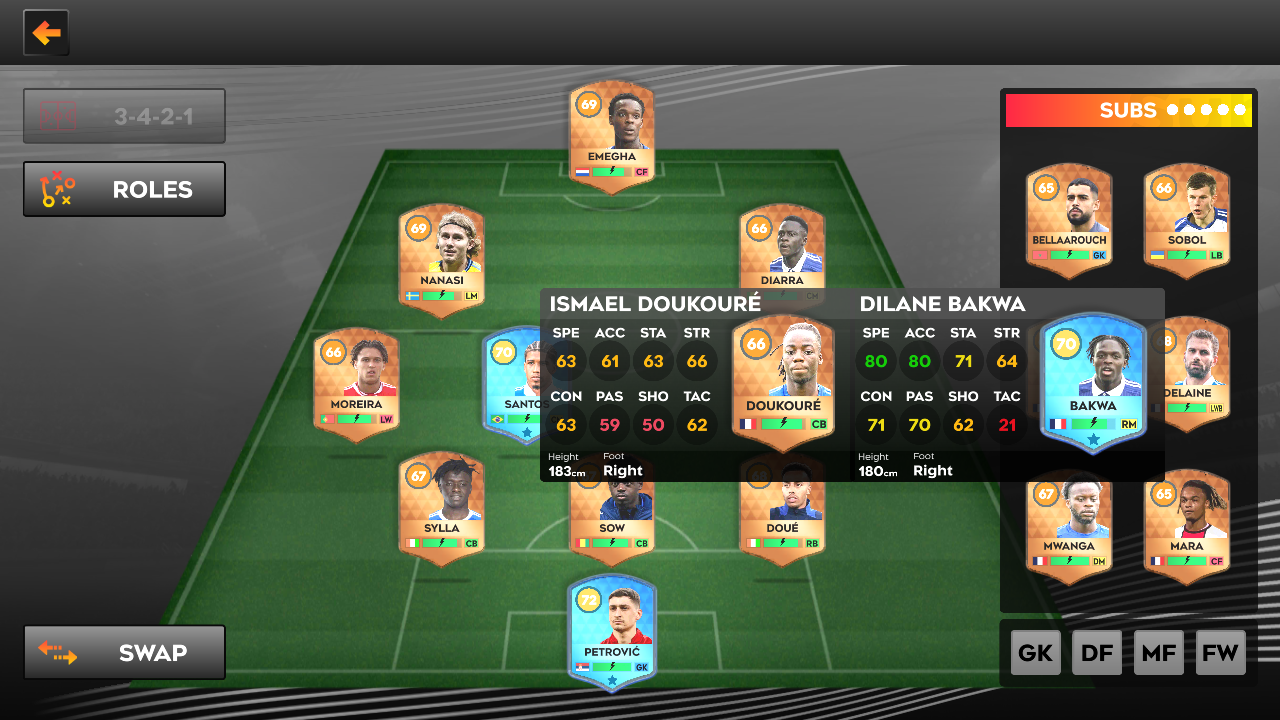 3-4-2-1
ROLES
SUBS
69
EMEGHA
CF
65
BELLAAROUCH
GK
66
SOBOL
LB
69
NANASI
LM
66
DIARRA
CM
ISMAEL DOUKOURÉ
SPE ACC STA STR
63 61 63 66
CON PAS SHO TAC
63 59 50 62
Height
183cm
Foot
Right
66
DOUKOURÉ
CB
DILANE BAKWA
SPE ACC STA STR
80 80 71 64
CON PAS SHO TAC
71 70 62 21
Height
180cm
Foot
Right
70
BAKWA
RM
66
MOREIRA
LW
70
SANTOS
DELAINE
LWB
67
SYLLA
CB
SOW
CB
DOUÉ
RB
67
MWANGA
DM
65
MARA
CF
72
PETROVIĆ
GK
SWAP
GK DF MF FW